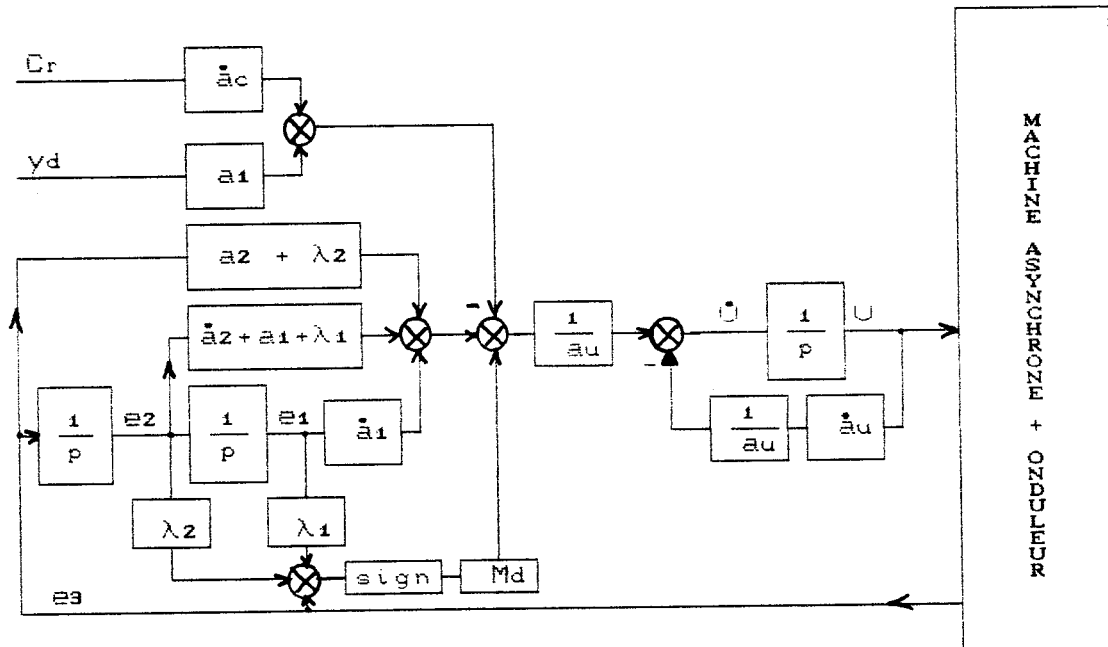 Cr
ȧc
yd
a1
a2 + λ2
ȧ2+a1+λ1
1
p
e2
1
p
e1
ȧ1
λ2
λ1
sign
Md
e3
-
1
au
-
U̇
1
p
U
1
au
ȧu
MACHINE ASYNCHRONE + ONDULEUR